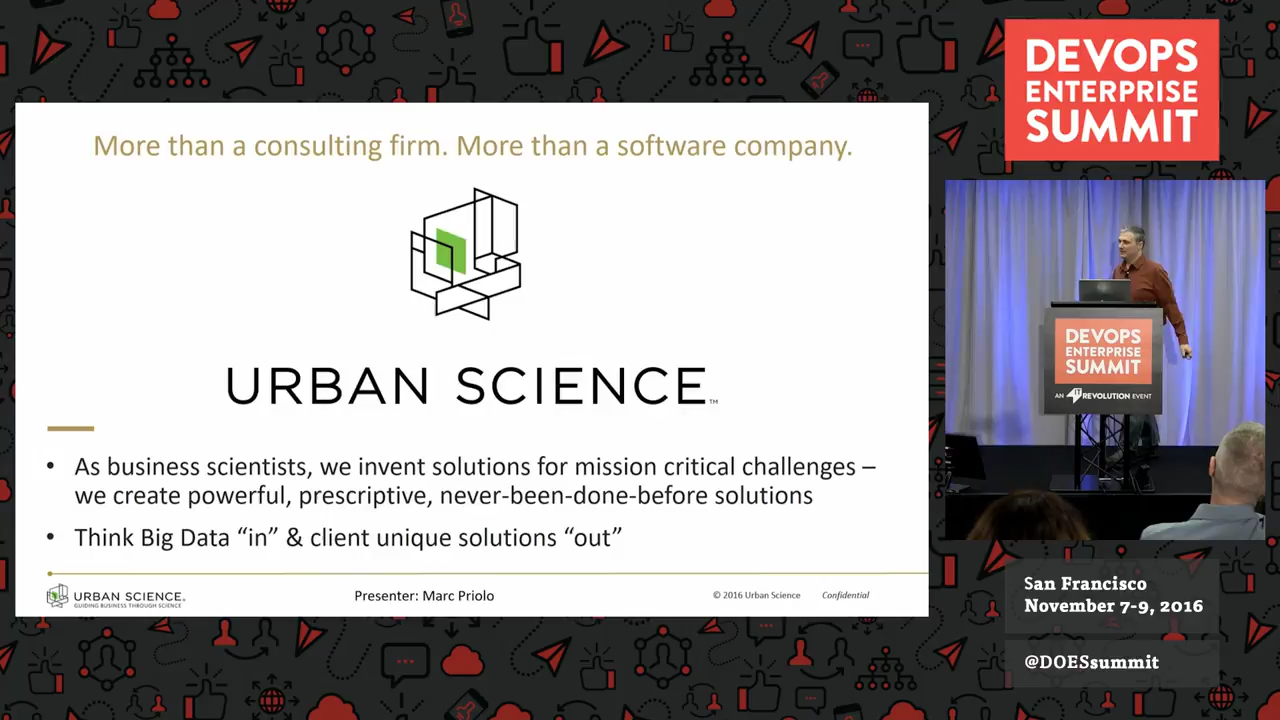 More than a consulting firm. More than a software company.
URBAN SCIENCE™
• As business scientists, we invent solutions for mission critical challenges –
we create powerful, prescriptive, never-been-done-before solutions
• Think Big Data “in” & client unique solutions “out”
URBAN SCIENCE®
GUIDING BUSINESS THROUGH SCIENCE
Presenter: Marc Priolo
© 2016 Urban Science
Confidential
DEVOPS
ENTERPRISE
SUMMIT
DEVOPS
ENTERPRISE
SUMMIT
AN IT REVOLUTION EVENT
San Francisco
November 7-9, 2016
@DOESsummit